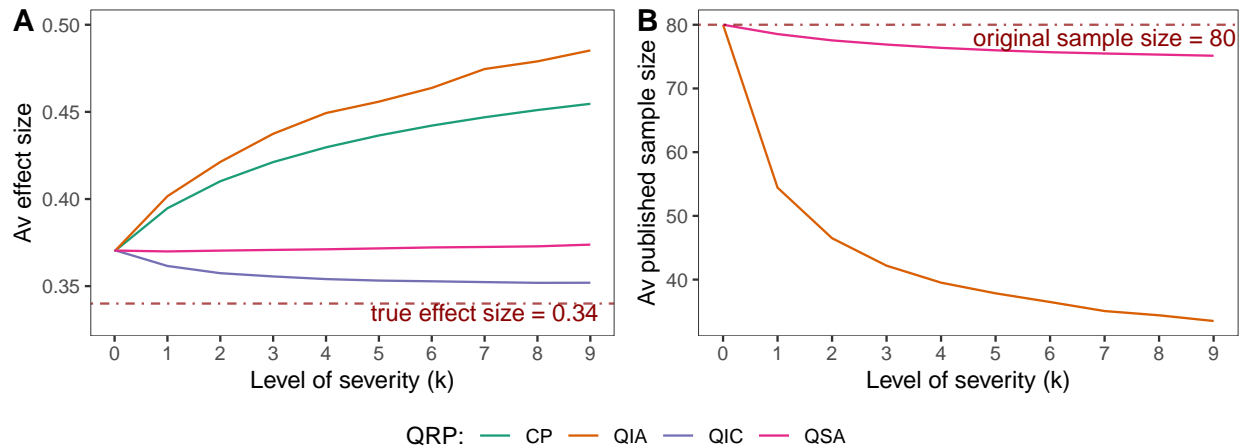 A
Av effect size
0.50
0.45
0.40
0.35
true effect size = 0.34
0 1 2 3 4 5 6 7 8 9
Level of severity (k)
B
Av published sample size
80
70
60
50
40
original sample size = 80
0 1 2 3 4 5 6 7 8 9
Level of severity (k)
QRP: CP QIA QIC QSA